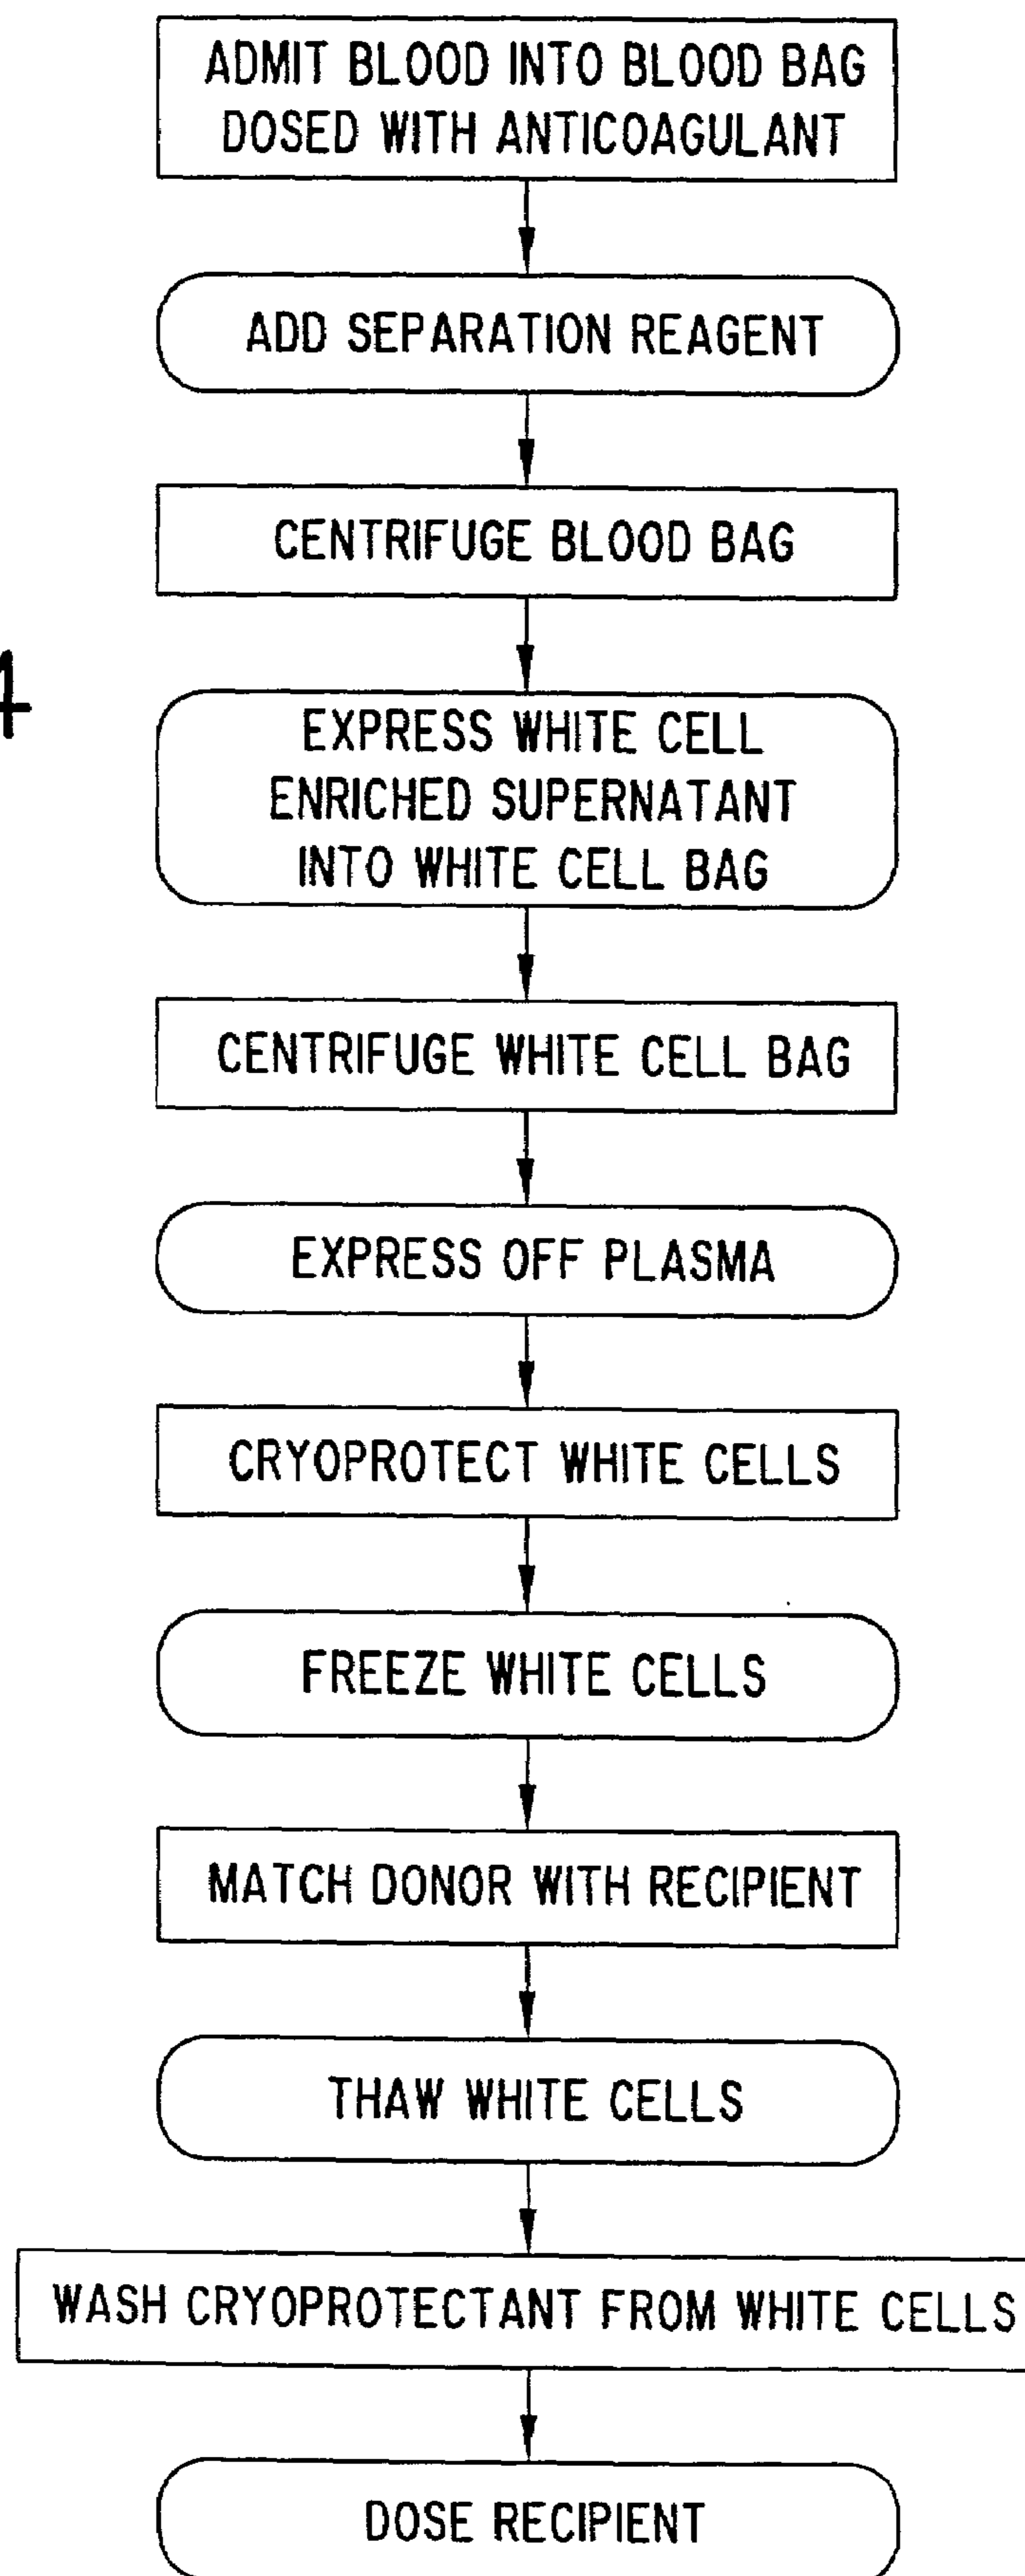 ADMIT BLOOD INTO BLOOD BAG
DOSED WITH ANTICOAGULANT
ADD SEPARATION REAGENT
CENTRIFUGE BLOOD BAG
4
EXPRESS WHITE CELL
ENRICHED SUPERNATANT
INTO WHITE CELL BAG
CENTRIFUGE WHITE CELL BAG
EXPRESS OFF PLASMA
CRYOPROTECT WHITE CELLS
FREEZE WHITE CELLS
MATCH DONOR WITH RECIPIENT
THAW WHITE CELLS
WASH CRYOPROTECTANT FROM WHITE CELLS
DOSE RECIPIENT